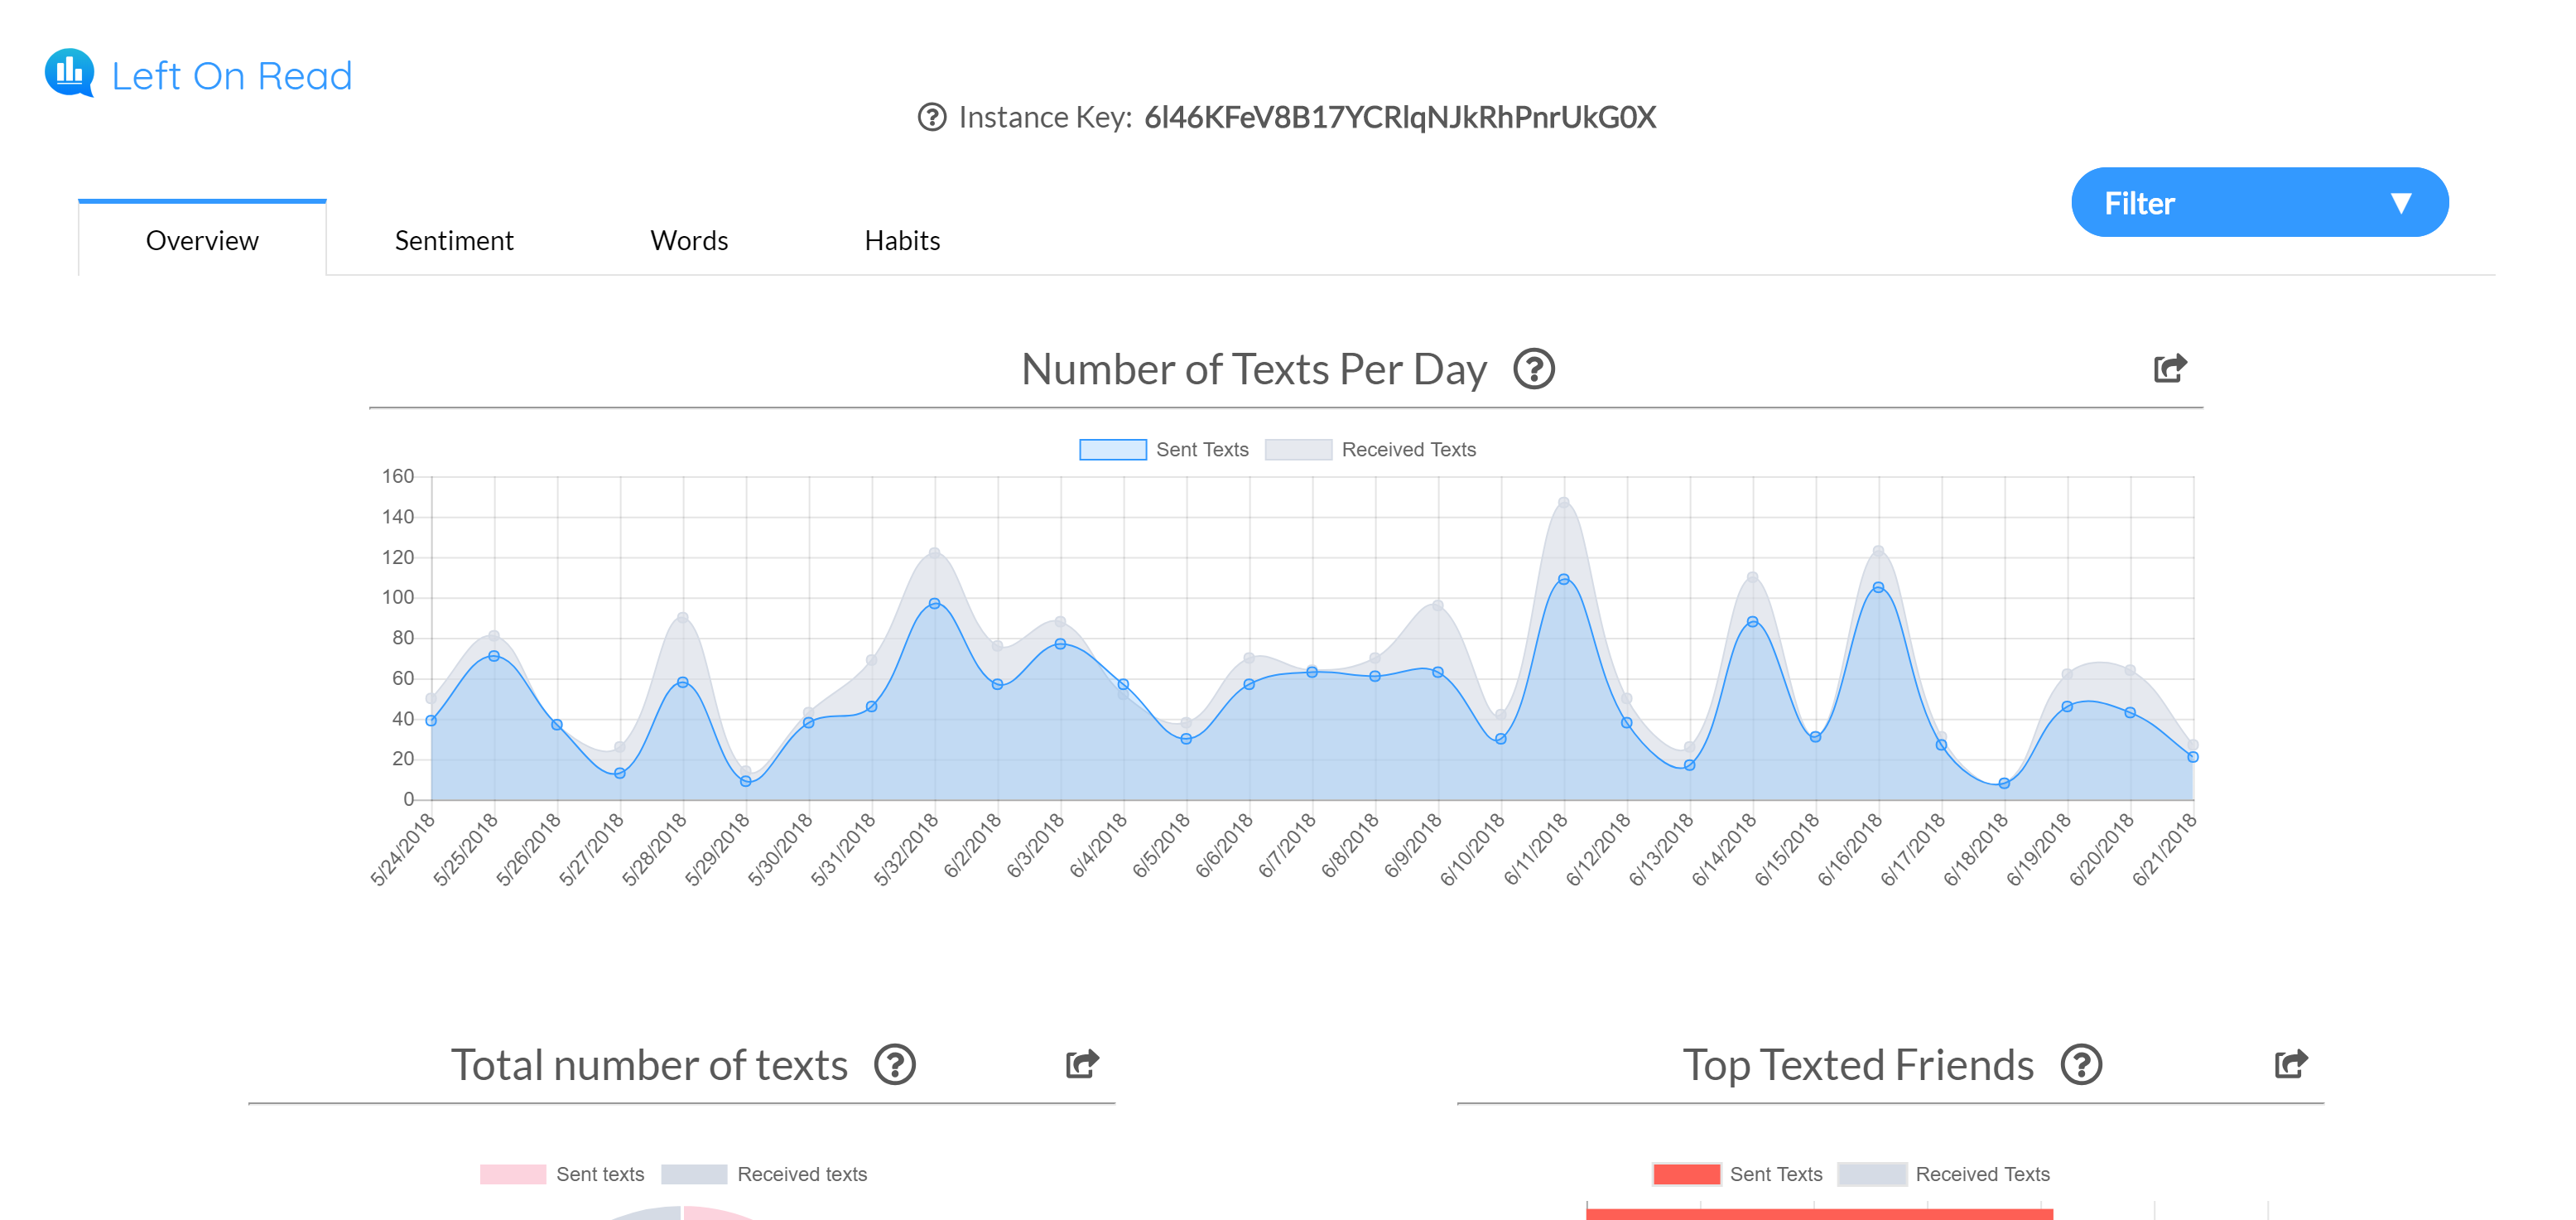 Left On Read
Instance Key: 6I46KFeV8B17YCRlqNJkRhPnrUkG0X
Filter ▼
Overview Sentiment Words Habits
Number of Texts Per Day
Sent Texts Received Texts
160
140
120
100
80
60
40
20
0
5/24/2018 5/25/2018 5/26/2018 5/27/2018 5/28/2018 5/29/2018 5/30/2018 5/31/2018 5/32/2018 6/2/2018 6/3/2018 6/4/2018 6/5/2018 6/6/2018 6/7/2018 6/8/2018 6/9/2018 6/10/2018 6/11/2018 6/12/2018 6/13/2018 6/14/2018 6/15/2018 6/16/2018 6/17/2018 6/18/2018 6/19/2018 6/20/2018 6/21/2018
Total number of texts
Sent texts Received texts
Top Texted Friends
Sent Texts Received Texts